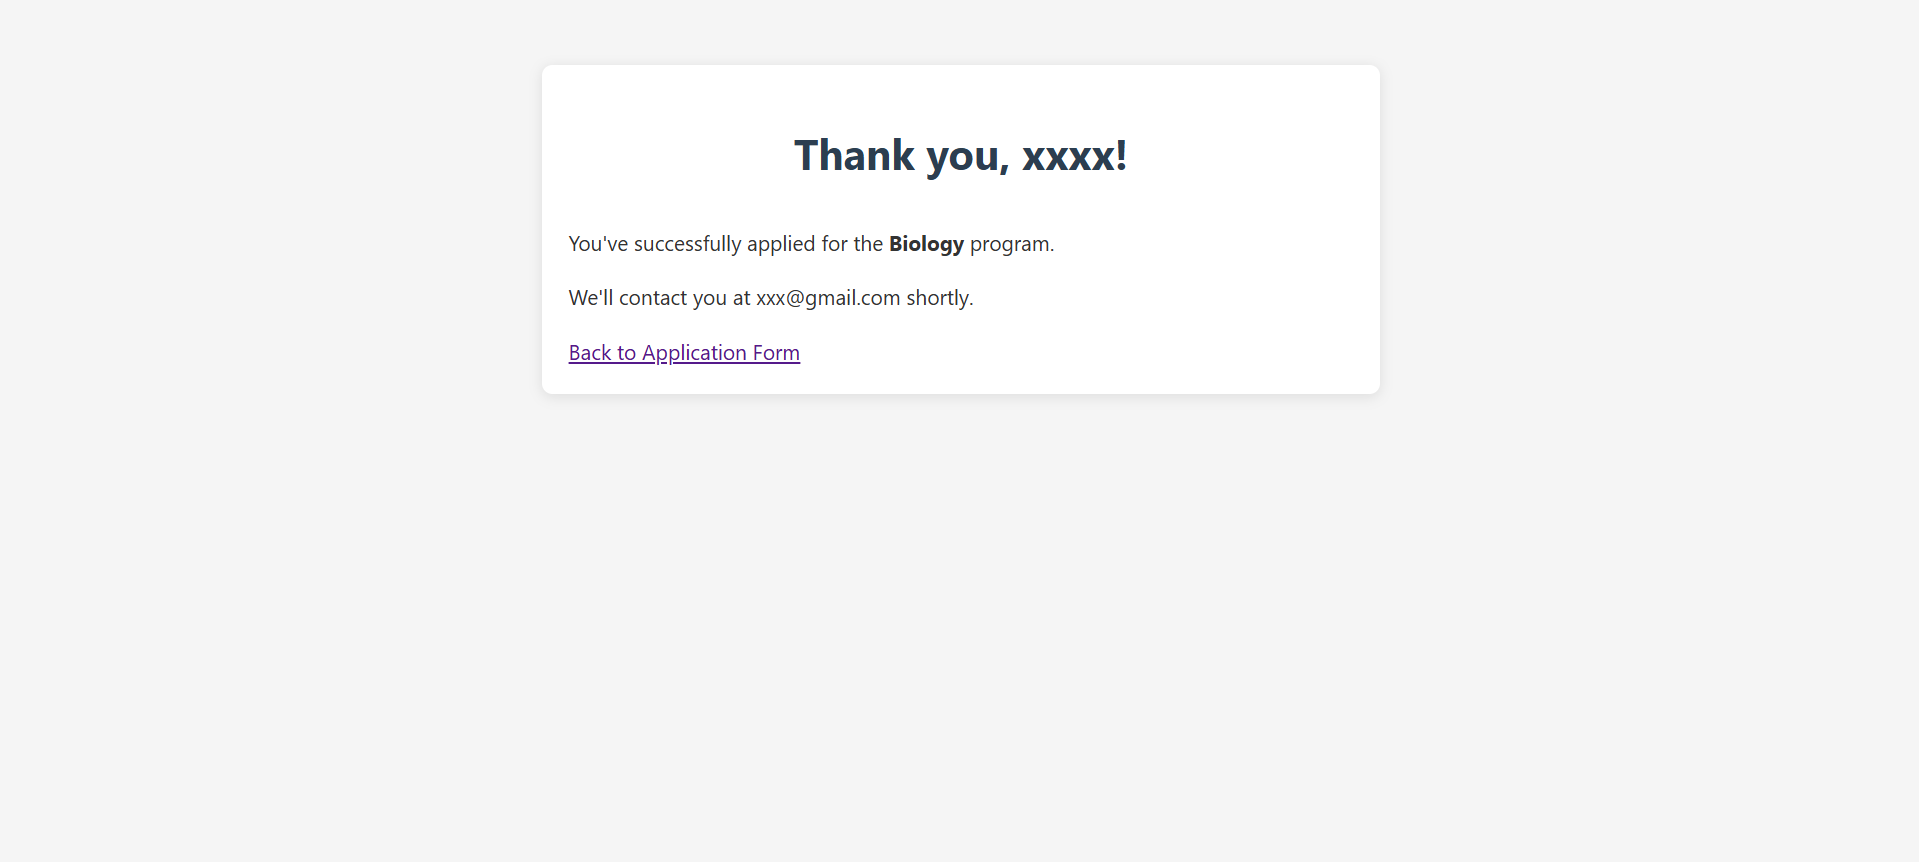 Thank you, xxxx!
You've successfully applied for the Biology program.
We'll contact you at xxx@gmail.com shortly.
Back to Application Form